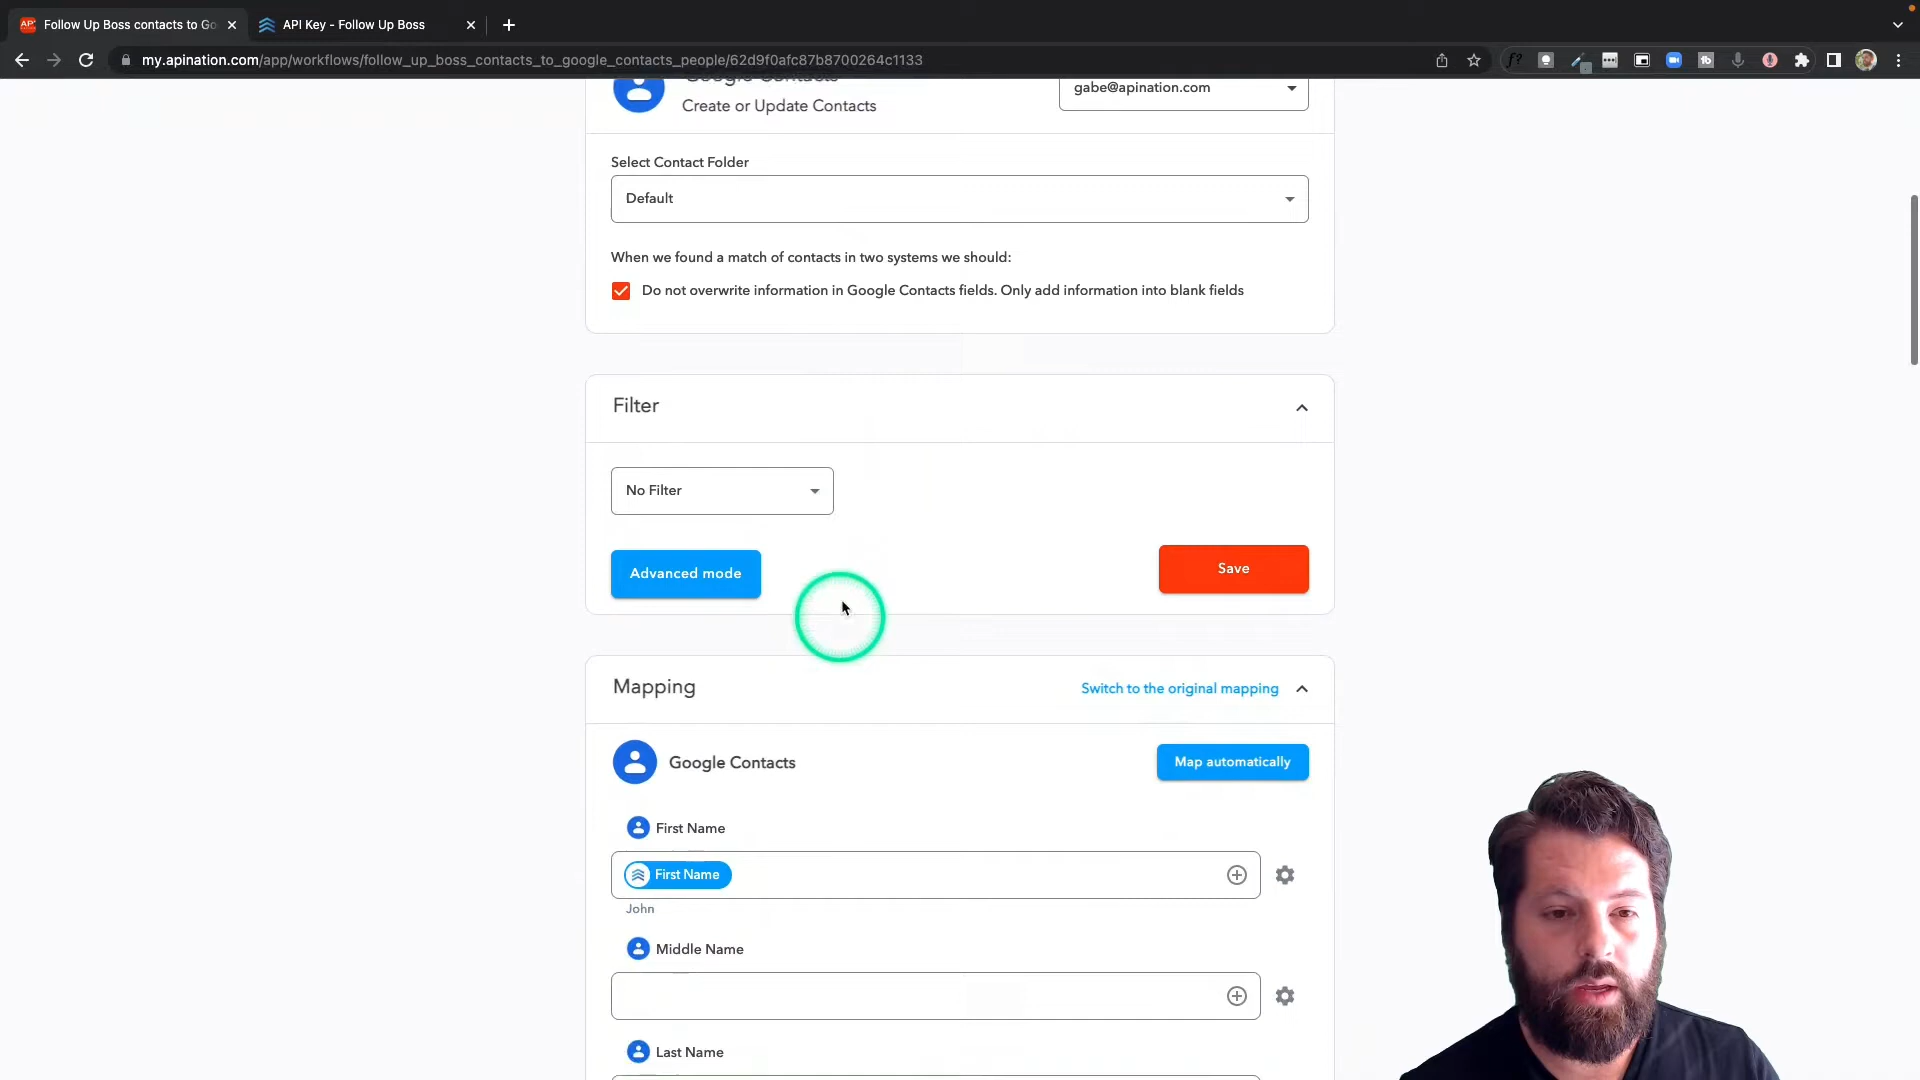 Follow Up Boss contacts to Go
API Key - Follow Up Boss
my.apination.com/app/workflows/follow_up_boss_contacts_to_google_contacts_people/62d9f0afc87b8700264c1133
Google Contacts
Create or Update Contacts
gabe@apination.com
Select Contact Folder
Default
When we found a match of contacts in two systems we should:
Do not overwrite information in Google Contacts fields. Only add information into blank fields
Filter
No Filter
Advanced mode
Save
Mapping
Switch to the original mapping
Google Contacts
Map automatically
First Name
First Name
John
Middle Name
Last Name